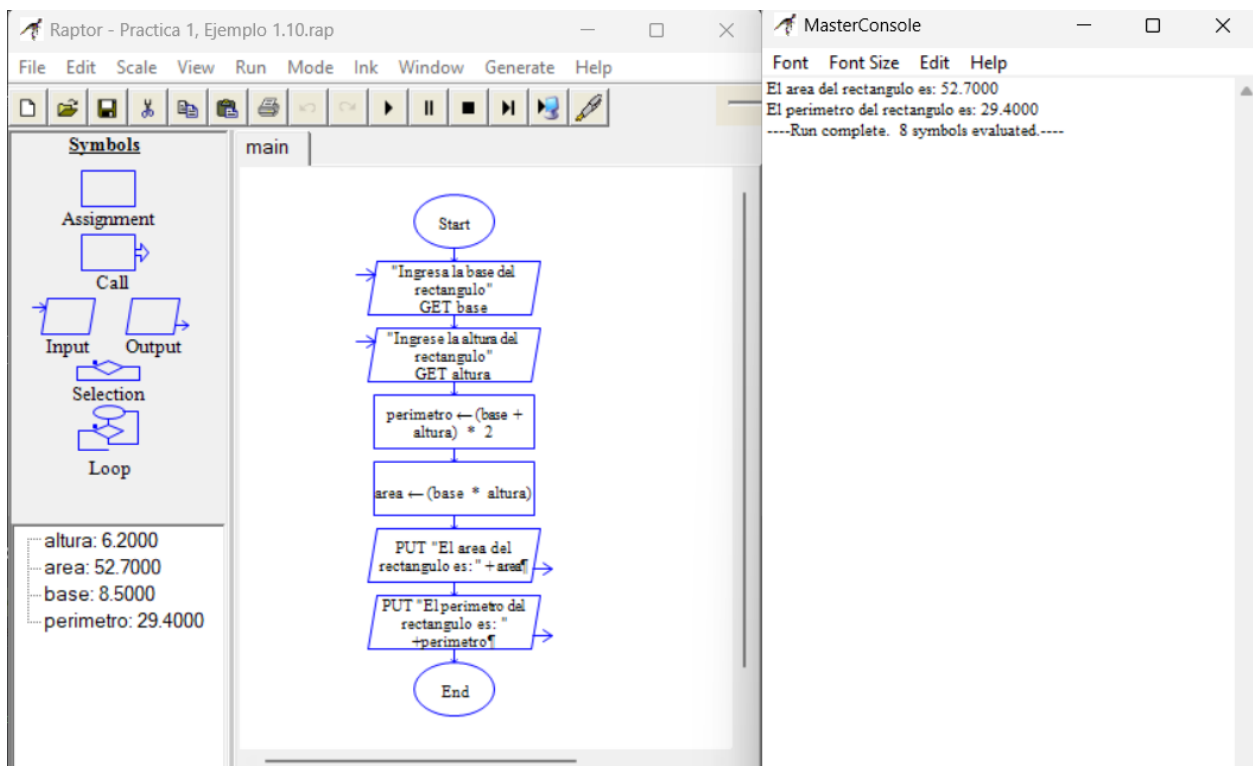 Raptor - Practica 1, Ejemplo 1.10.rap
File Edit Scale View Run Mode Ink Window Generate Help
Symbols
Assignment
Call
Input Output
Selection
Loop
altura: 6.2000
area: 52.7000
base: 8.5000
perimetro: 29.4000
main
Start
"Ingresa la base del
rectangulo"
GET base
"Ingrese la altura del
rectangulo"
GET altura
perimetro ← (base +
altura) * 2
area ← (base * altura)
PUT "El area del
rectangulo es: " + area¶
PUT "El perimetro del
rectangulo es: "
+perimetro¶
End
MasterConsole
Font Font Size Edit Help
El area del rectangulo es: 52.7000
El perimetro del rectangulo es: 29.4000
----Run complete. 8 symbols evaluated.----